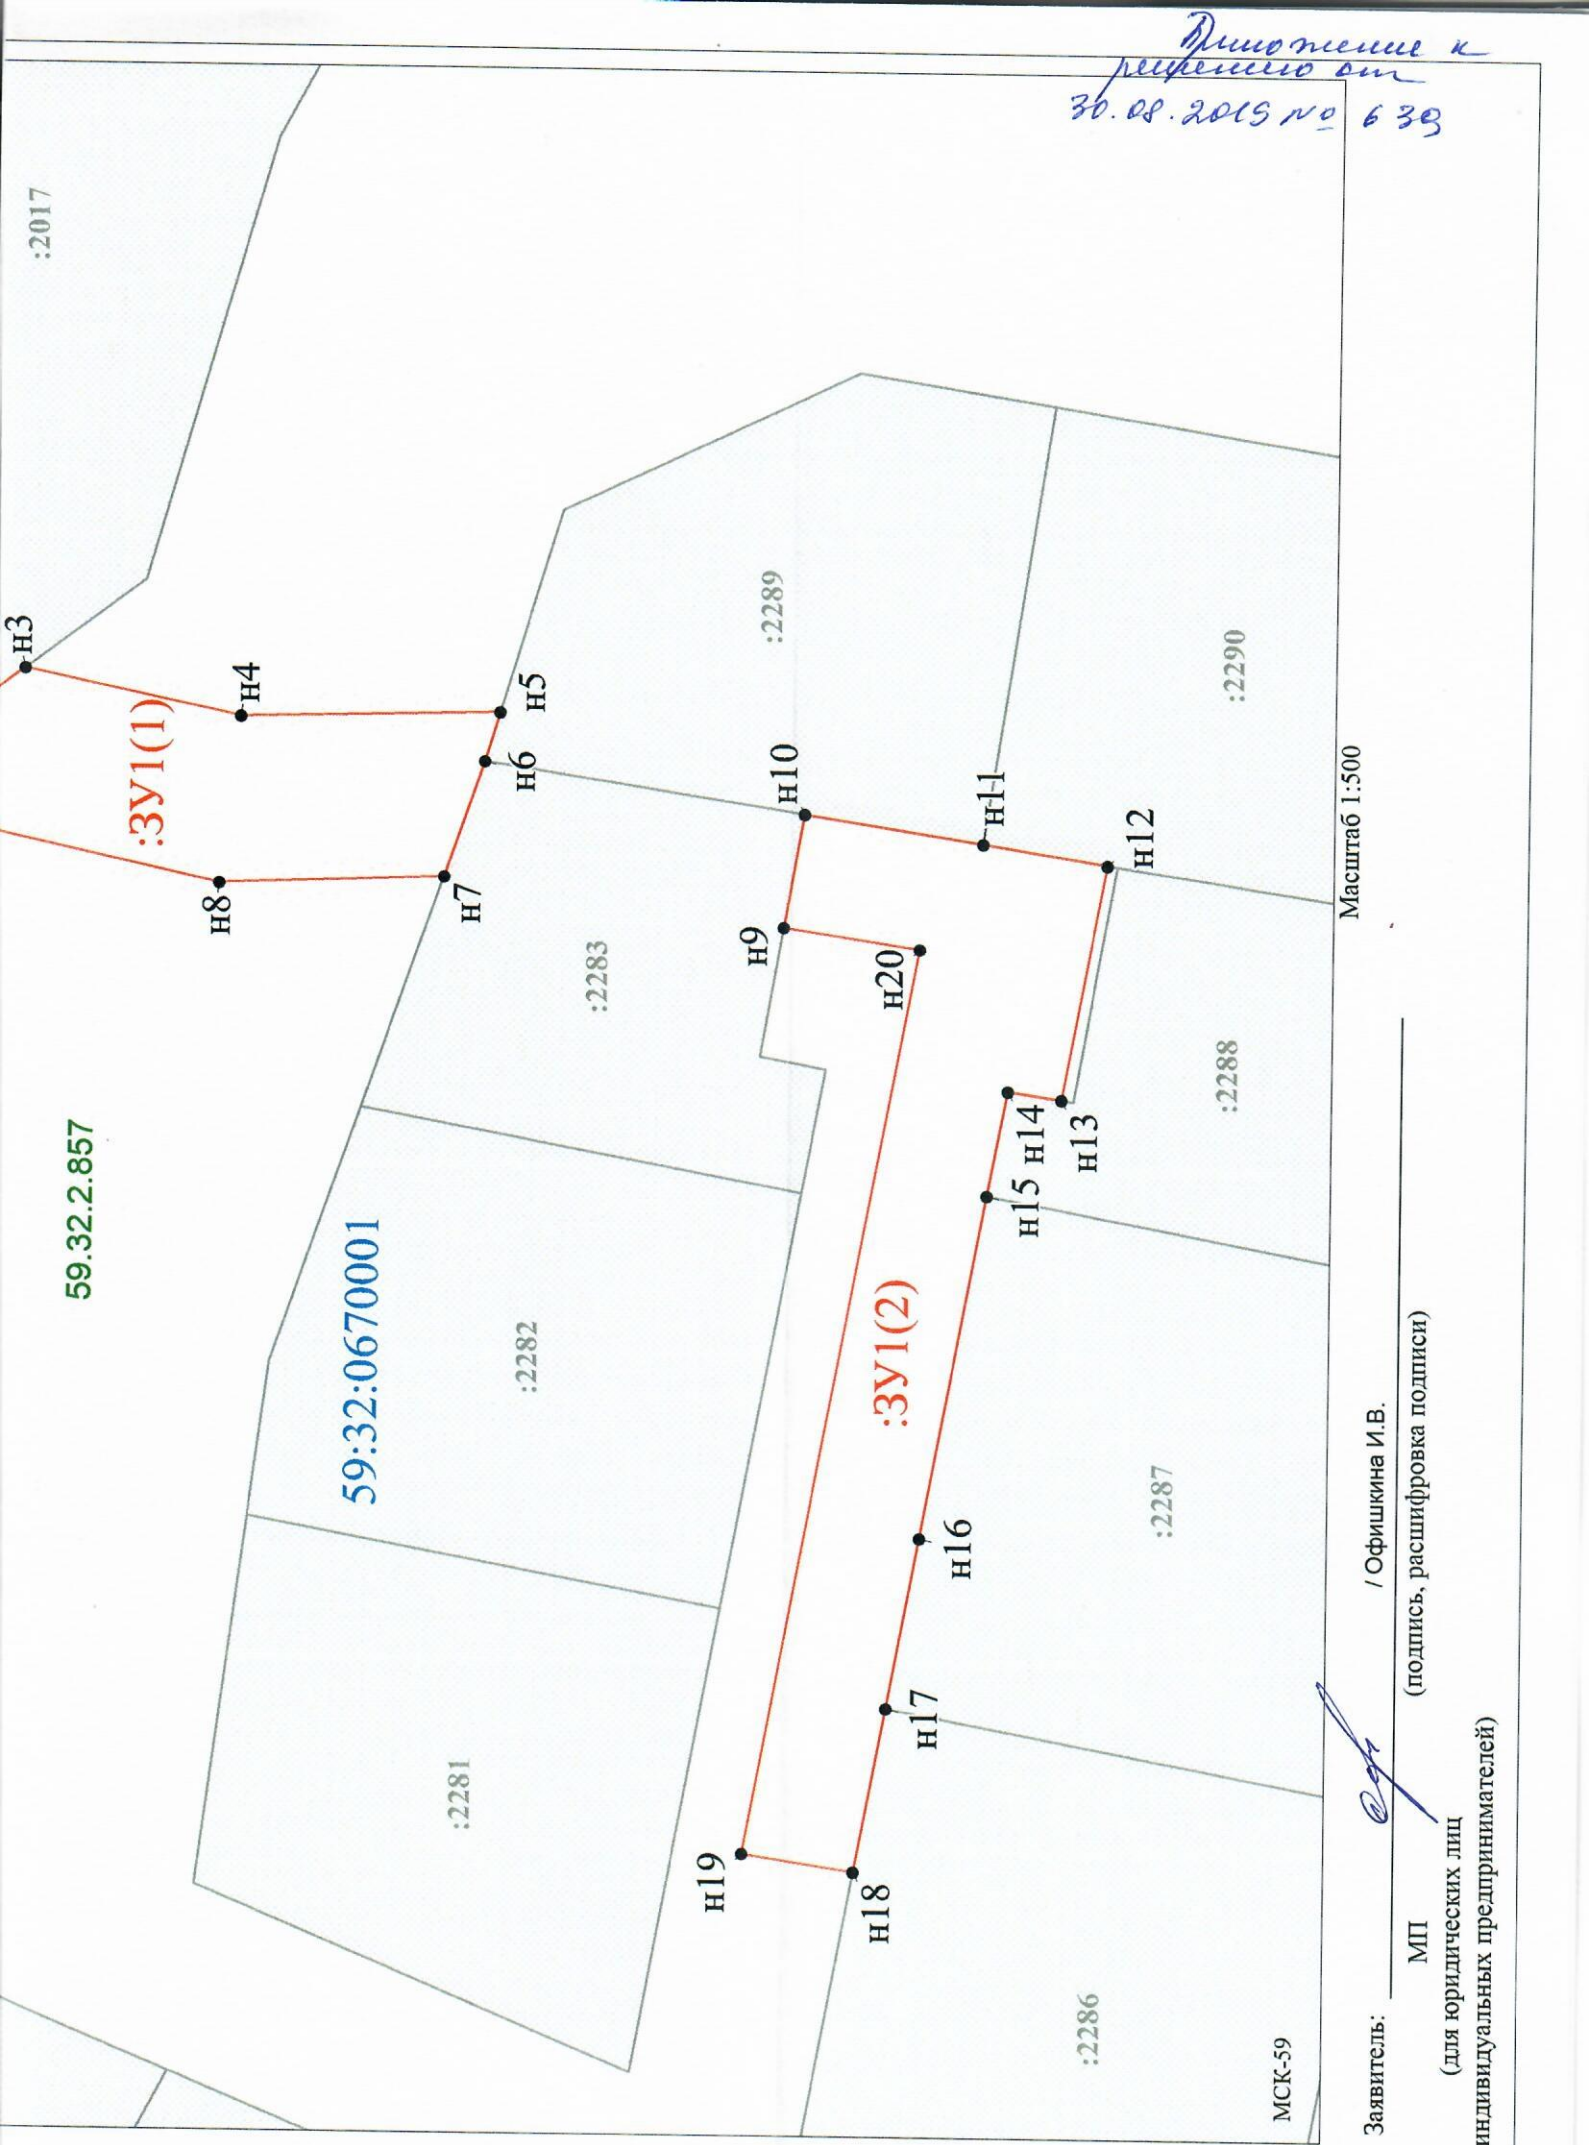 Приложение к
решению от
30.08.2019 № 639
:2017
н3
н4
:ЗУ1(1)
н8
н5
н6
н7
59.32.2.857
59:32:0670001
:2289
:2290
н10
н11
н12
н9
н20
:2283
:2282
:2281
:2288
н14
н13
н15
:ЗУ1(2)
н16
:2287
н17
н19
н18
:2286
МСК-59
Масштаб 1:500
Заявитель:
/ Офишкина И.В.
(подпись, расшифровка подписи)
МП
(для юридических лиц
индивидуальных предпринимателей)